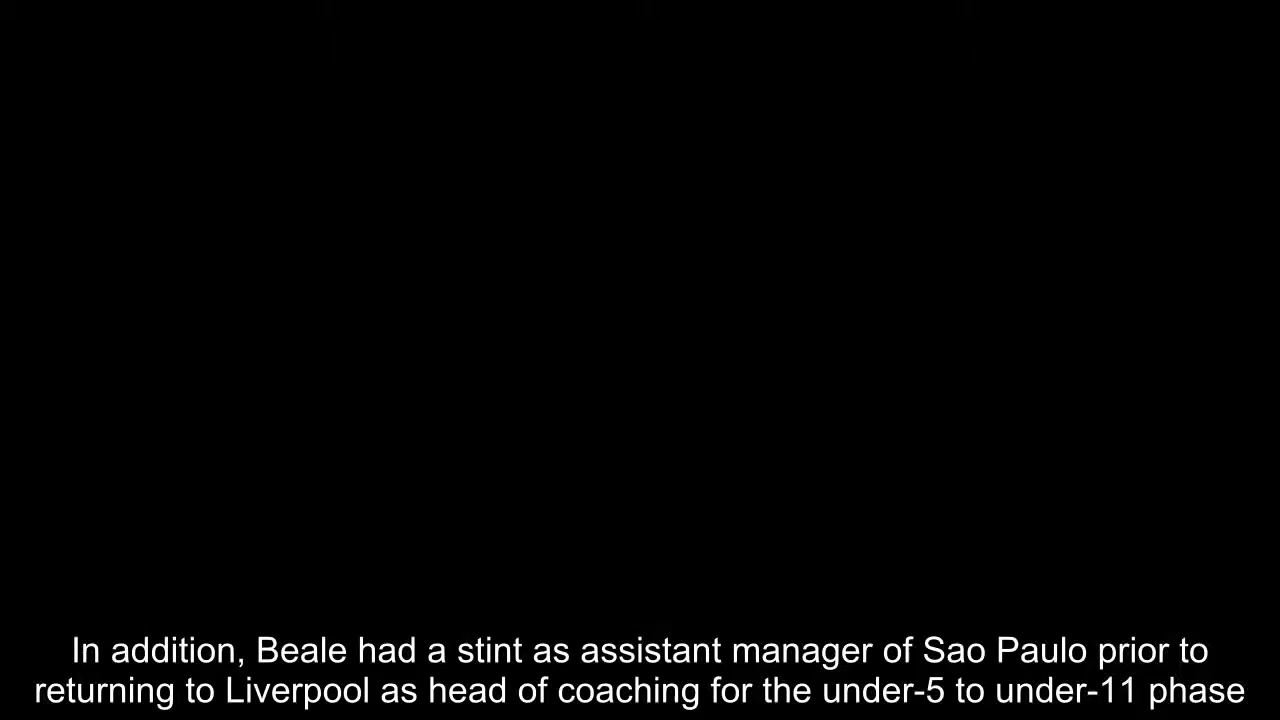 In addition, Beale had a stint as assistant manager of Sao Paulo prior to
returning to Liverpool as head of coaching for the under-5 to under-11 phase